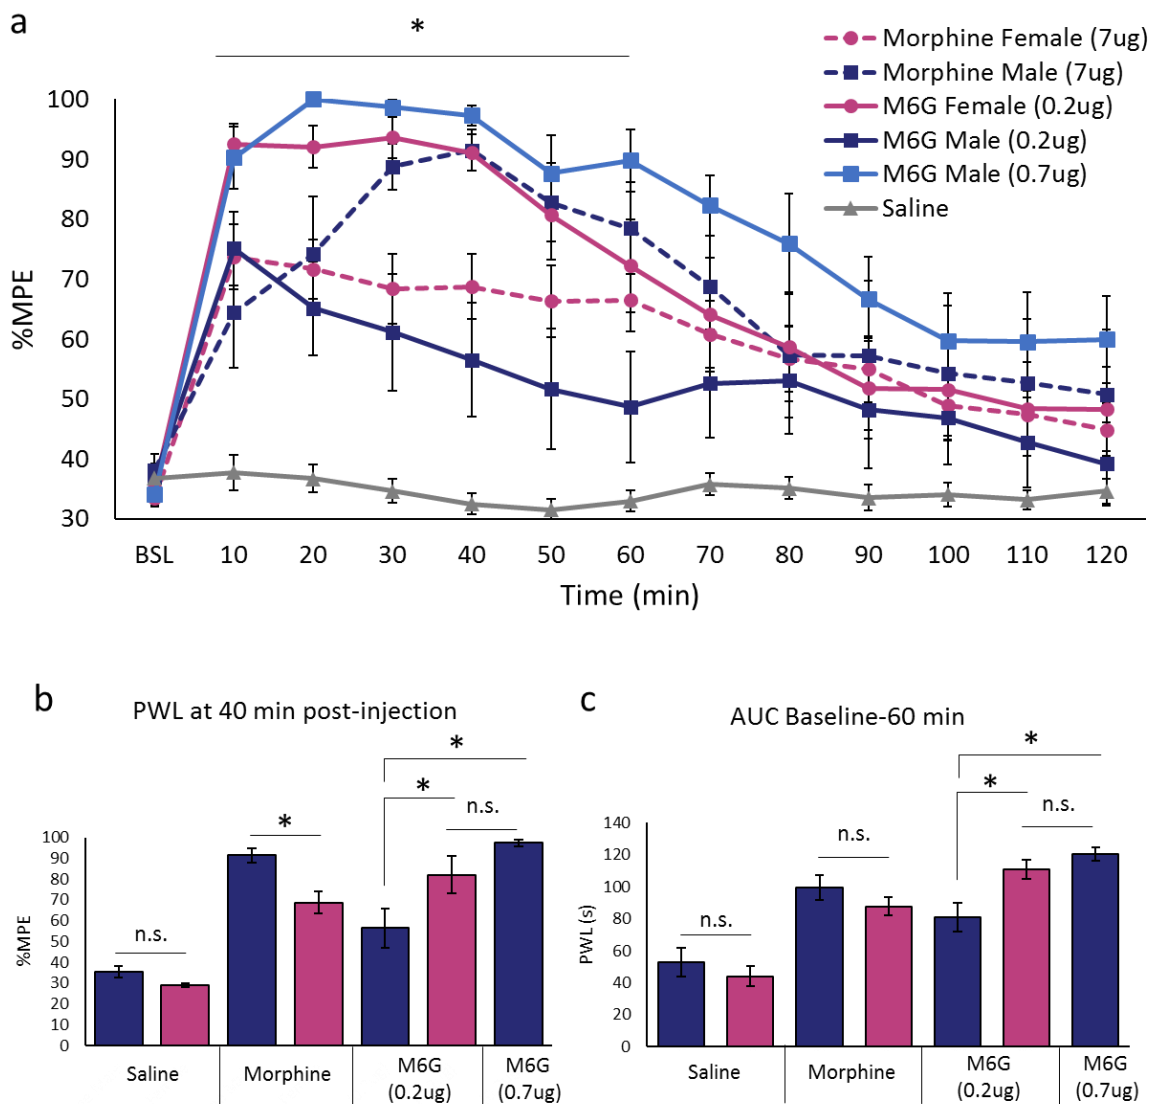 a
*
Morphine Female (7ug)
Morphine Male (7ug)
M6G Female (0.2ug)
M6G Male (0.2ug)
M6G Male (0.7ug)
Saline
%MPE
100
90
80
70
60
50
40
30
BSL 10 20 30 40 50 60 70 80 90 100 110 120
Time (min)
b
PWL at 40 min post-injection
*
*
n.s.
*
n.s.
%MPE
100
90
80
70
60
50
40
30
20
10
0
Saline Morphine M6G (0.2ug) M6G (0.7ug)
c
AUC Baseline-60 min
*
*
n.s.
n.s.
n.s.
PWL (s)
140
120
100
80
60
40
20
0
Saline Morphine M6G (0.2ug) M6G (0.7ug)